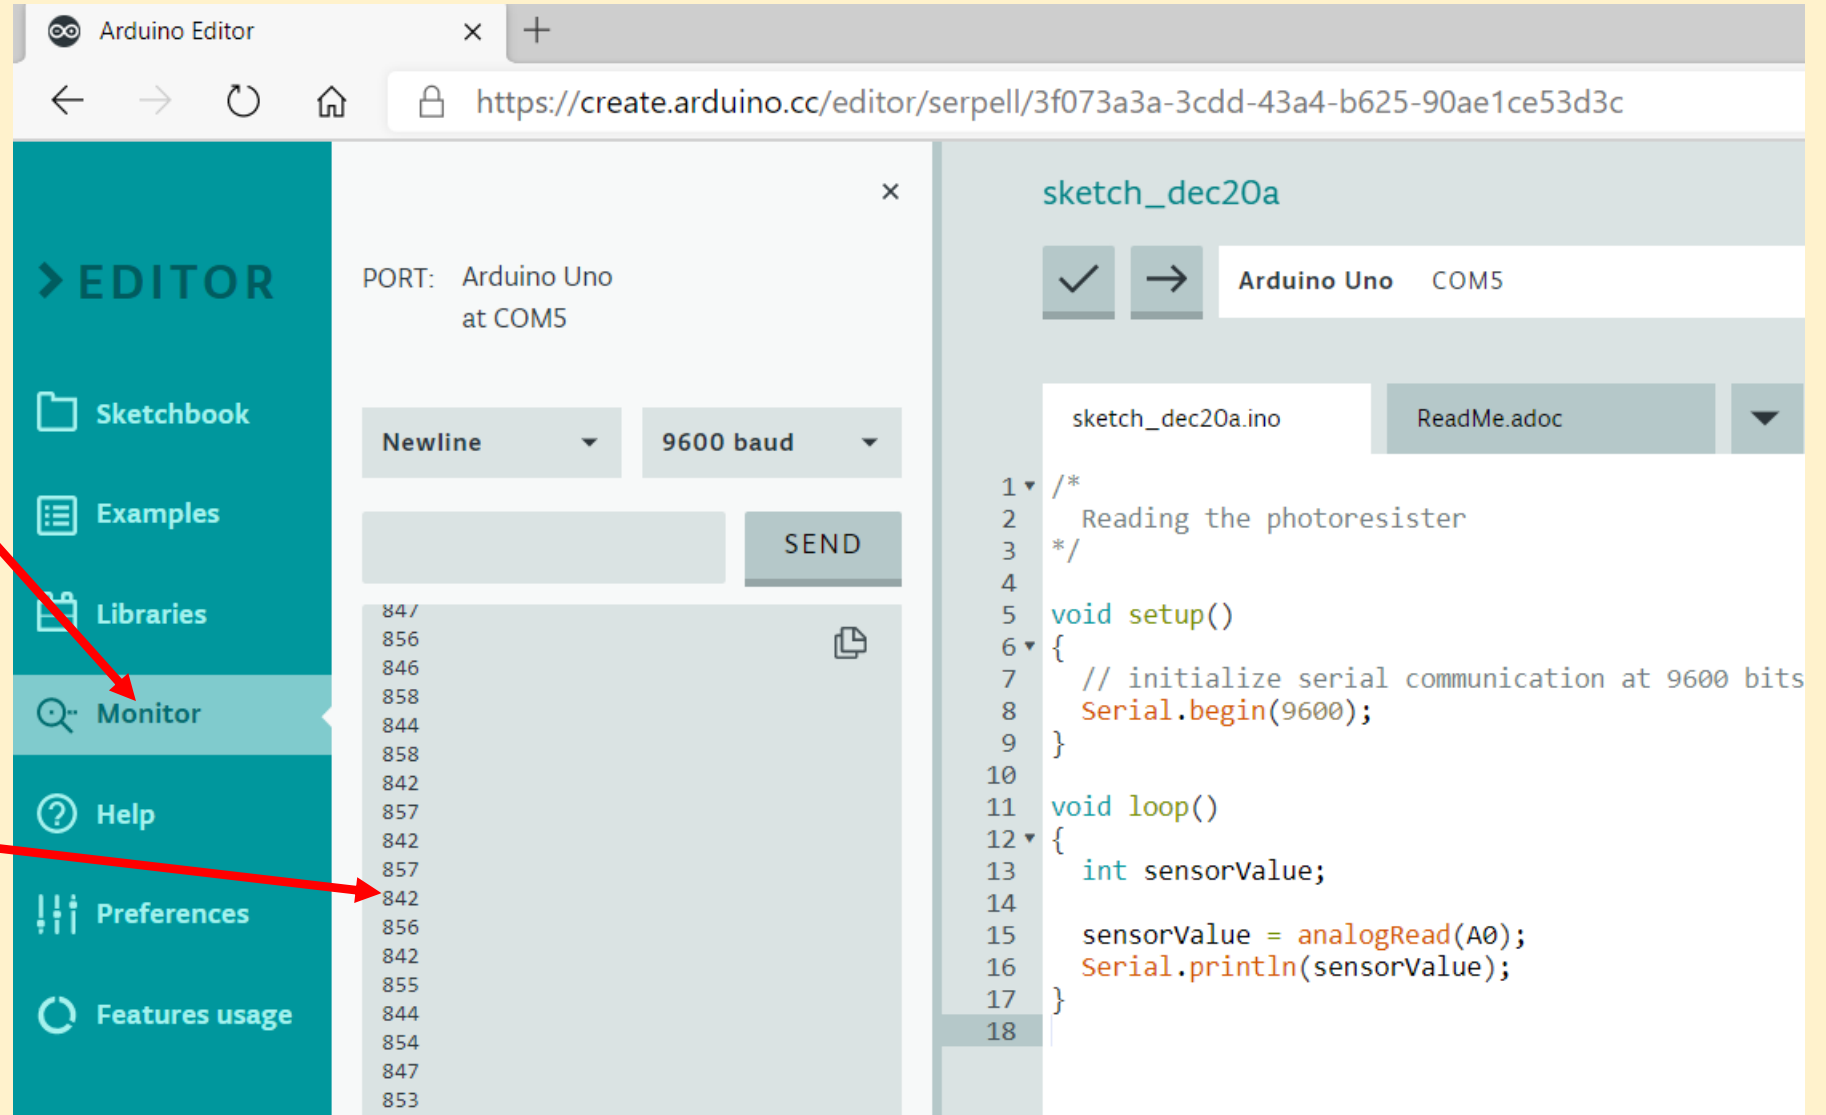 Arduino Editor
https://create.arduino.cc/editor/serpell/3f073a3a-3cdd-43a4-b625-90ae1ce53d3c
EDITOR
Sketchbook
Examples
Libraries
Monitor
Help
Preferences
Features usage
PORT: Arduino Uno
at COM5
Newline 9600 baud
SEND
847
856
846
858
844
858
842
857
842
857
842
856
842
855
844
854
847
853
sketch_dec20a
Arduino Uno COM5
sketch_dec20a.ino ReadMe.adoc
1 /*
2 Reading the photoresister
3 */
4
5 void setup()
6 {
7 // initialize serial communication at 9600 bits
8 Serial.begin(9600);
9 }
10
11 void loop()
12 {
13 int sensorValue;
14
15 sensorValue = analogRead(A0);
16 Serial.println(sensorValue);
17 }
18